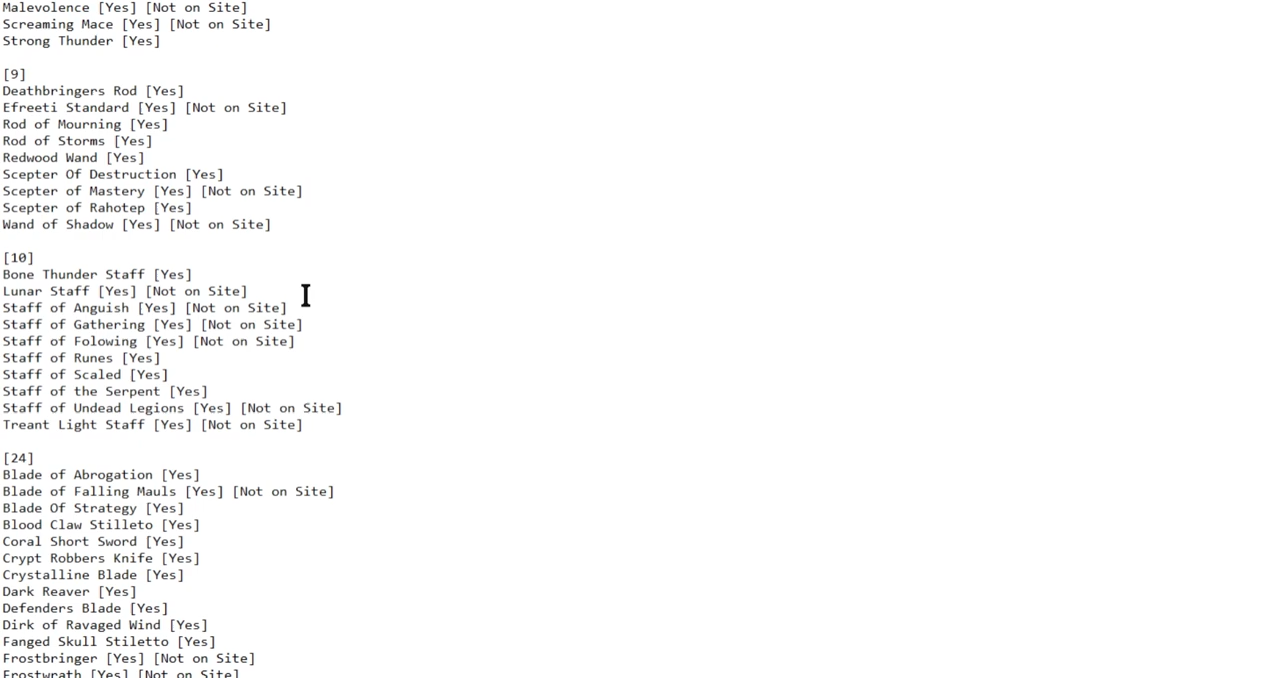 Malevolence [Yes] [Not on Site]
Screaming Mace [Yes] [Not on Site]
Strong Thunder [Yes]
[9]
Deathbringers Rod [Yes]
Efreeti Standard [Yes] [Not on Site]
Rod of Mourning [Yes]
Rod of Storms [Yes]
Redwood Wand [Yes]
Scepter Of Destruction [Yes]
Scepter of Mastery [Yes] [Not on Site]
Scepter of Rahotep [Yes]
Wand of Shadow [Yes] [Not on Site]
[10]
Bone Thunder Staff [Yes]
Lunar Staff [Yes] [Not on Site]
Staff of Anguish [Yes] [Not on Site]
Staff of Gathering [Yes] [Not on Site]
Staff of Folowing [Yes] [Not on Site]
Staff of Runes [Yes]
Staff of Scaled [Yes]
Staff of the Serpent [Yes]
Staff of Undead Legions [Yes] [Not on Site]
Treant Light Staff [Yes] [Not on Site]
[24]
Blade of Abrogation [Yes]
Blade of Falling Mauls [Yes] [Not on Site]
Blade Of Strategy [Yes]
Blood Claw Stilleto [Yes]
Coral Short Sword [Yes]
Crypt Robbers Knife [Yes]
Crystalline Blade [Yes]
Dark Reaver [Yes]
Defenders Blade [Yes]
Dirk of Ravaged Wind [Yes]
Fanged Skull Stiletto [Yes]
Frostbringer [Yes] [Not on Site]
Frostwrath [Yes] [Not on Site]